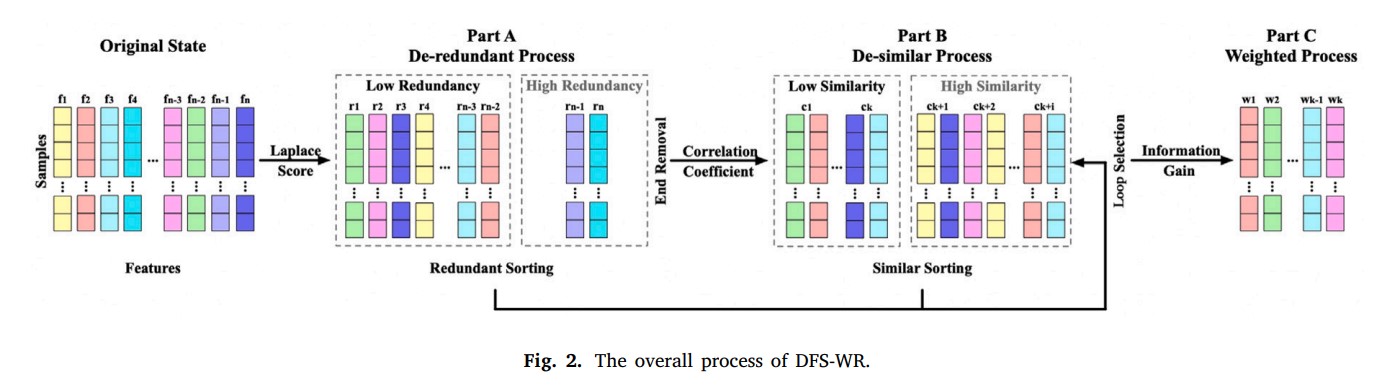 Original State
f1 f2 f3 f4 ... fn-3 fn-2 fn-1 fn
Samples
Features
Laplace
Score
Part A
De-redundant Process
Low Redundancy
r1 r2 r3 r4 ... rn-3 rn-2
High Redundancy
rn-1 rn
Redundant Sorting
End Removal
Correlation
Coefficient
Part B
De-similar Process
Low Similarity
c1 ... ck
High Similarity
ck+1 ck+2 ... ck+i
Similar Sorting
Loop Selection
Information
Gain
Part C
Weighted Process
w1 w2 ... wk-1 wk
Fig. 2. The overall process of DFS-WR.